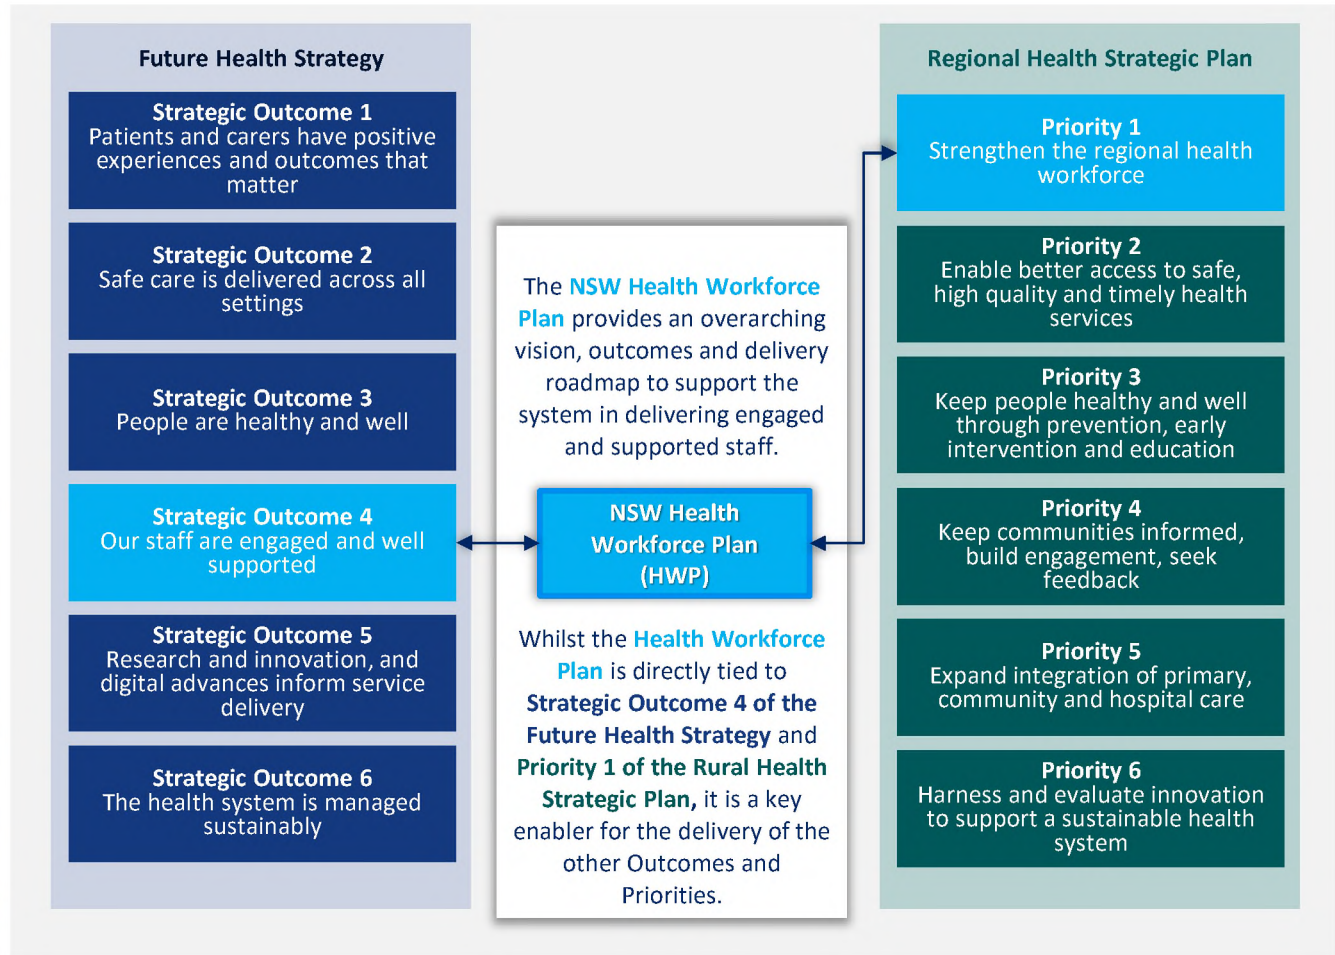 Future Health Strategy
Strategic Outcome 1
Patients and carers have positive
experiences and outcomes that
matter
Strategic Outcome 2
Safe care is delivered across all
settings
Strategic Outcome 3
People are healthy and well
Strategic Outcome 4
Our staff are engaged and well
supported
Strategic Outcome 5
Research and innovation, and
digital advances inform service
delivery
Strategic Outcome 6
The health system is managed
sustainably
The NSW Health Workforce
Plan provides an overarching
vision, outcomes and delivery
roadmap to support the
system in delivering engaged
and supported staff.
NSW Health
Workforce Plan
(HWP)
Whilst the Health Workforce
Plan is directly tied to
Strategic Outcome 4 of the
Future Health Strategy and
Priority 1 of the Rural Health
Strategic Plan, it is a key
enabler for the delivery of the
other Outcomes and
Priorities.
Regional Health Strategic Plan
Priority 1
Strengthen the regional health
workforce
Priority 2
Enable better access to safe,
high quality and timely health
services
Priority 3
Keep people healthy and well
through prevention, early
intervention and education
Priority 4
Keep communities informed,
build engagement, seek
feedback
Priority 5
Expand integration of primary,
community and hospital care
Priority 6
Harness and evaluate innovation
to support a sustainable health
system